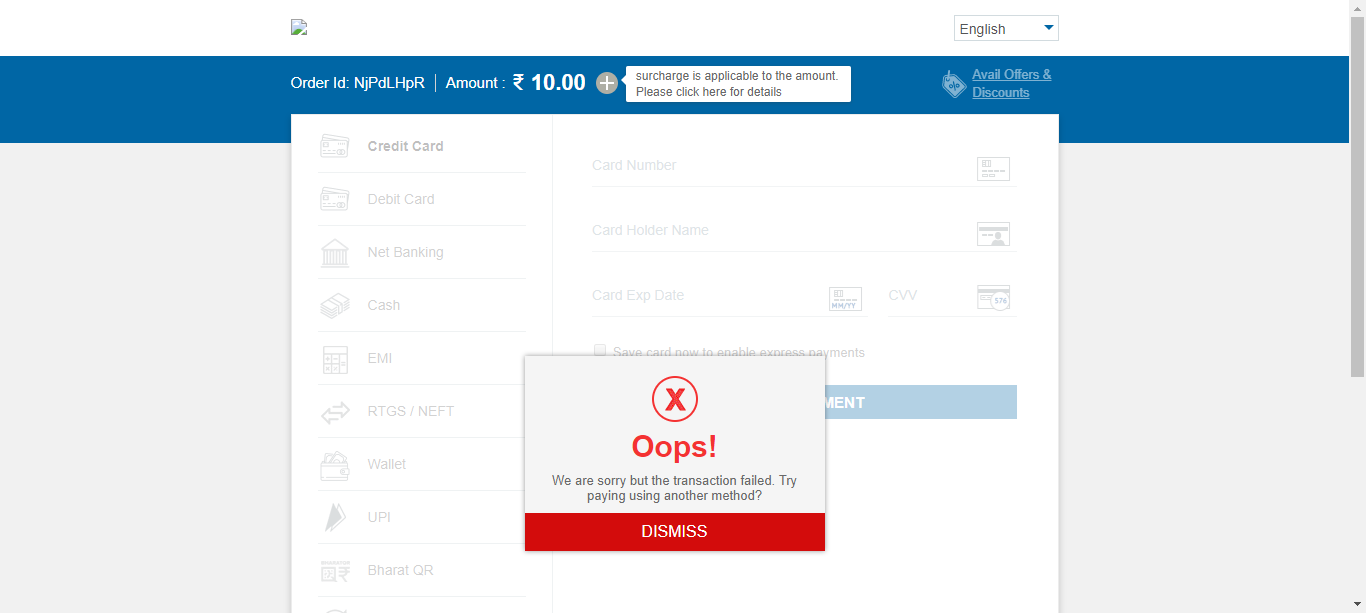 English
Order Id: NjPdLHpR
Amount : ₹ 10.00
surcharge is applicable to the amount.
Please click here for details
Avail Offers &
Discounts
Credit Card
Debit Card
Net Banking
Cash
EMI
RTGS / NEFT
Wallet
UPI
Bharat QR
Card Number
Card Holder Name
Card Exp Date
MM/YY
CVV
576
Save card now to enable express payments
MENT
X
Oops!
We are sorry but the transaction failed. Try
paying using another method?
DISMISS